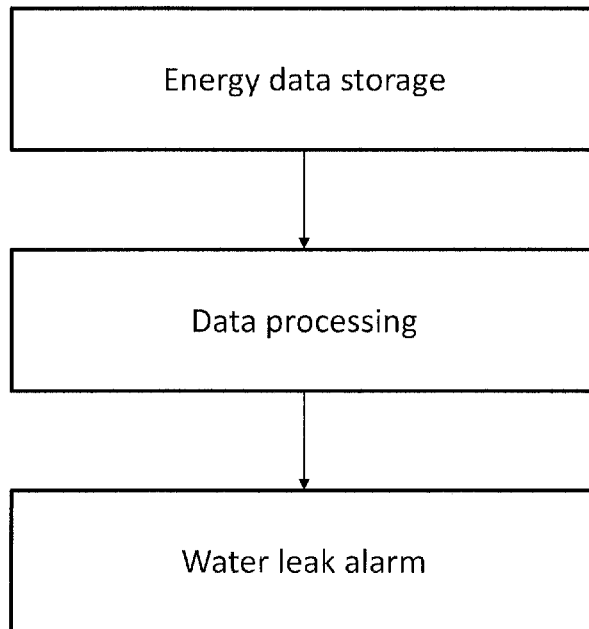 Energy data storage
Data processing
Water leak alarm